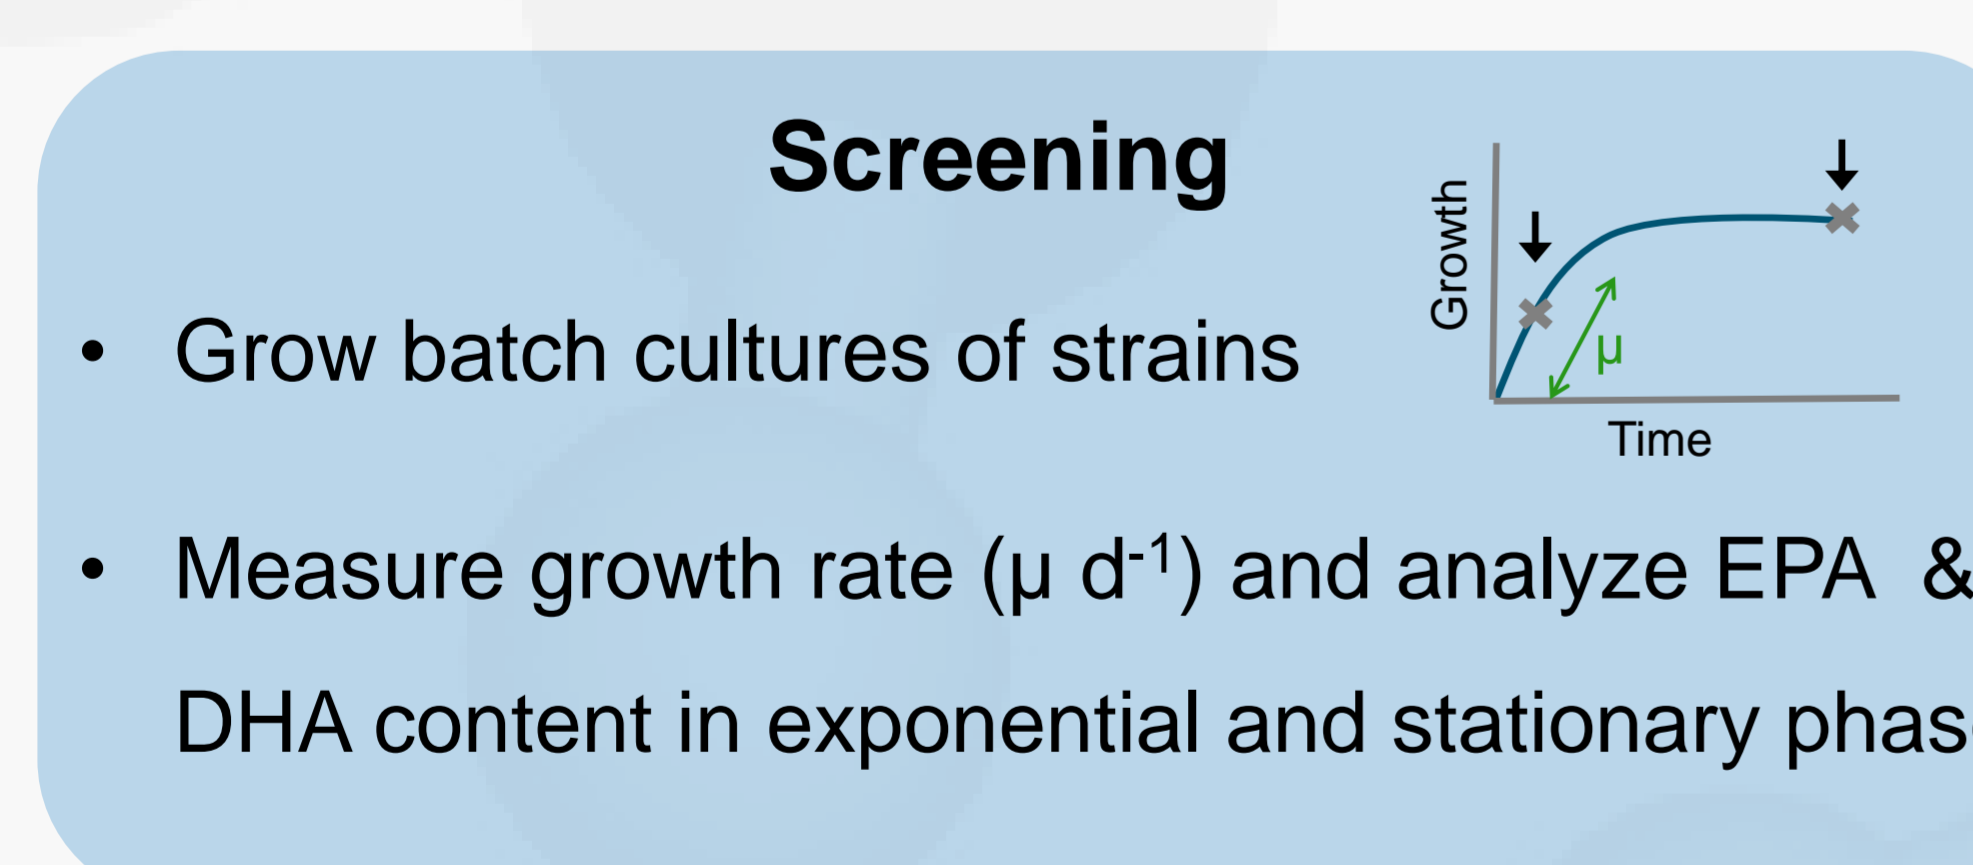 Screening
Growth
μ
Time
• Grow batch cultures of strains
• Measure growth rate (μ d⁻¹) and analyze EPA &
DHA content in exponential and stationary